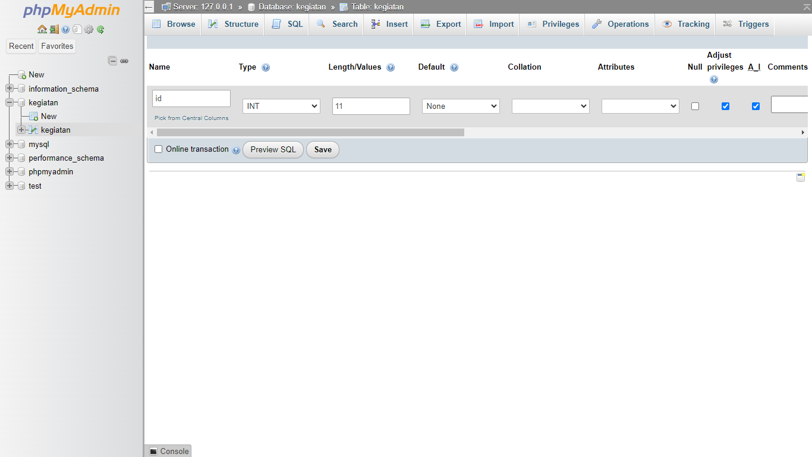 phpMyAdmin
Server: 127.0.0.1 » Database: kegiatan » Table: kegiatan
Browse Structure SQL Search Insert Export Import Privileges Operations Tracking Triggers
Recent Favorites
New
information_schema
kegiatan
New
kegiatan
mysql
performance_schema
phpmyadmin
test
Name Type Length/Values Default Collation Attributes Null Adjust privileges A_I Comments
id INT 11 None
Pick from Central Columns
Online transaction Preview SQL Save
Console